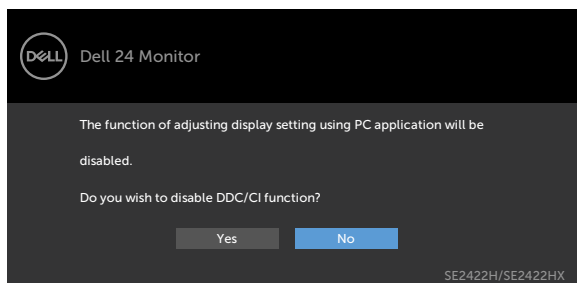 DELL
Dell 24 Monitor
The function of adjusting display setting using PC application will be
disabled.
Do you wish to disable DDC/CI function?
Yes No
SE2422H/SE2422HX